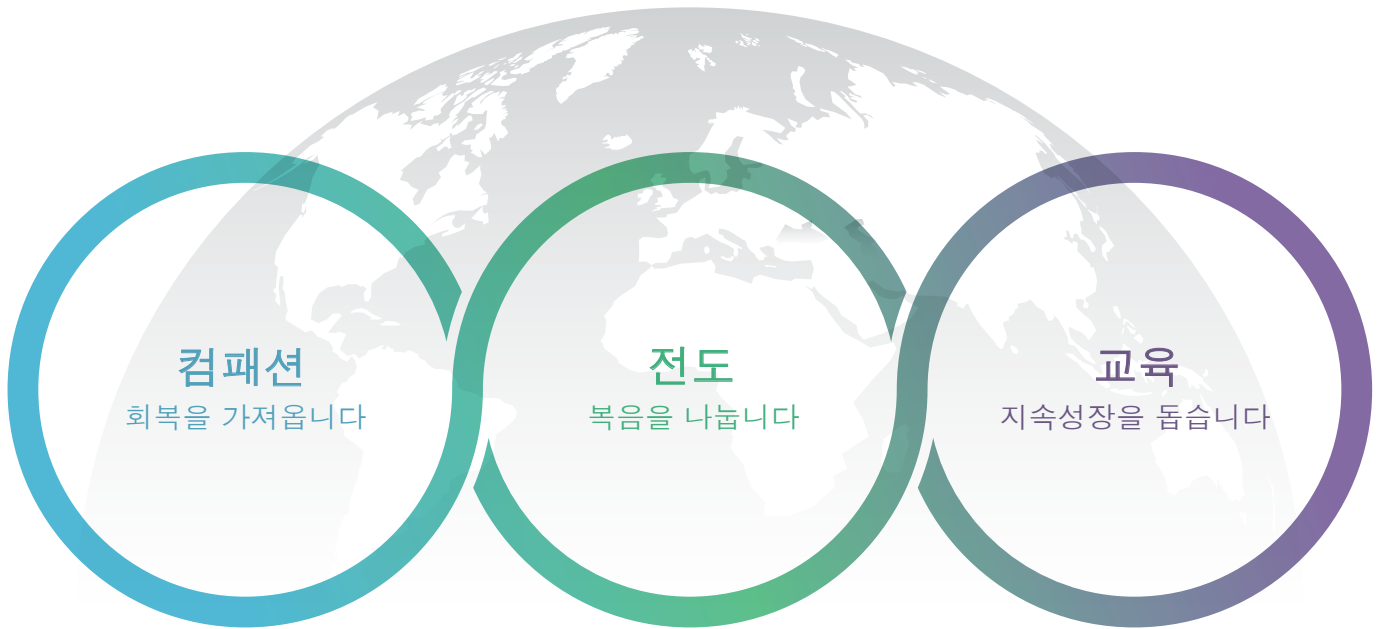 컴패션
회복을 가져옵니다
전도
복음을 나눕니다
교육
지속성장을 돕습니다